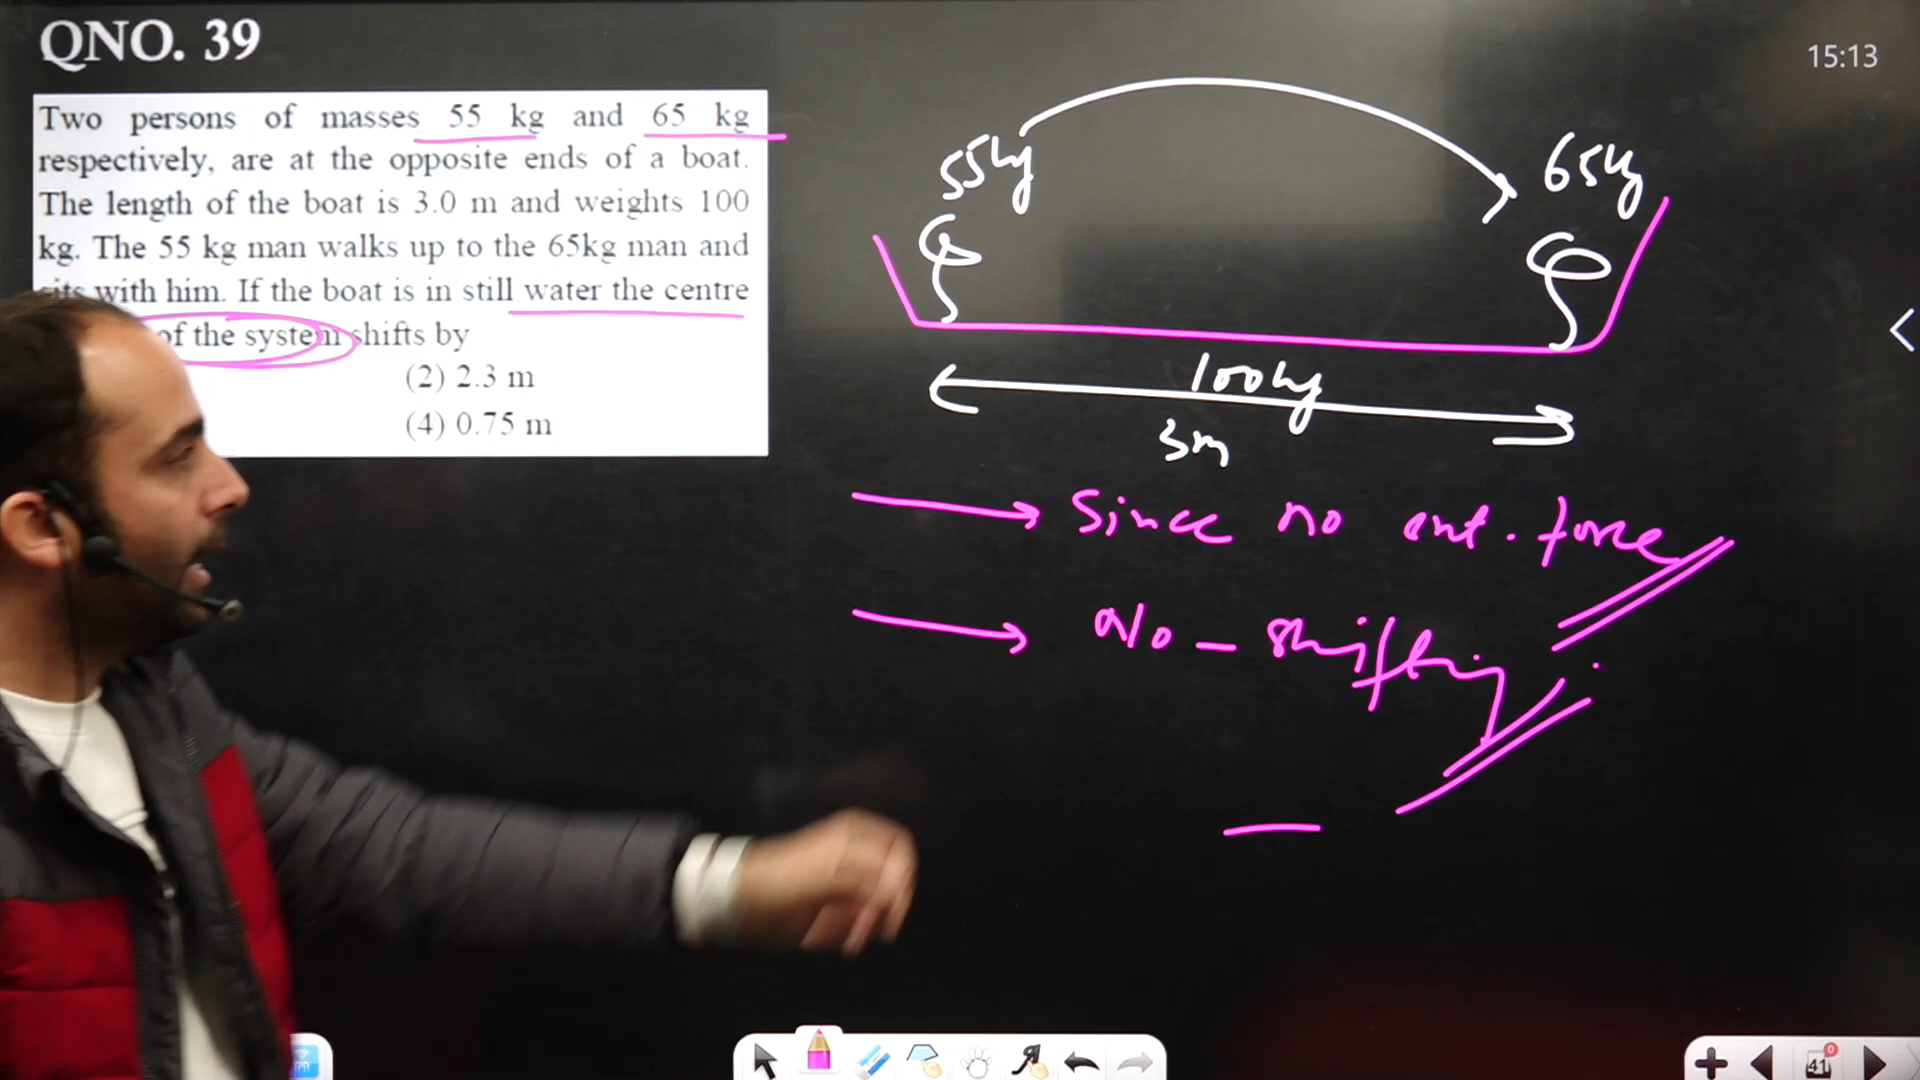 QNO. 39
15:13
Two persons of masses 55 kg and 65 kg
respectively, are at the opposite ends of a boat.
The length of the boat is 3.0 m and weights 100
kg. The 55 kg man walks up to the 65kg man and
sits with him. If the boat is in still water the centre
of the system shifts by
(2) 2.3 m
(4) 0.75 m
55kg
65kg
100kg
3m
Since no ext. force
No - shifting
41
0